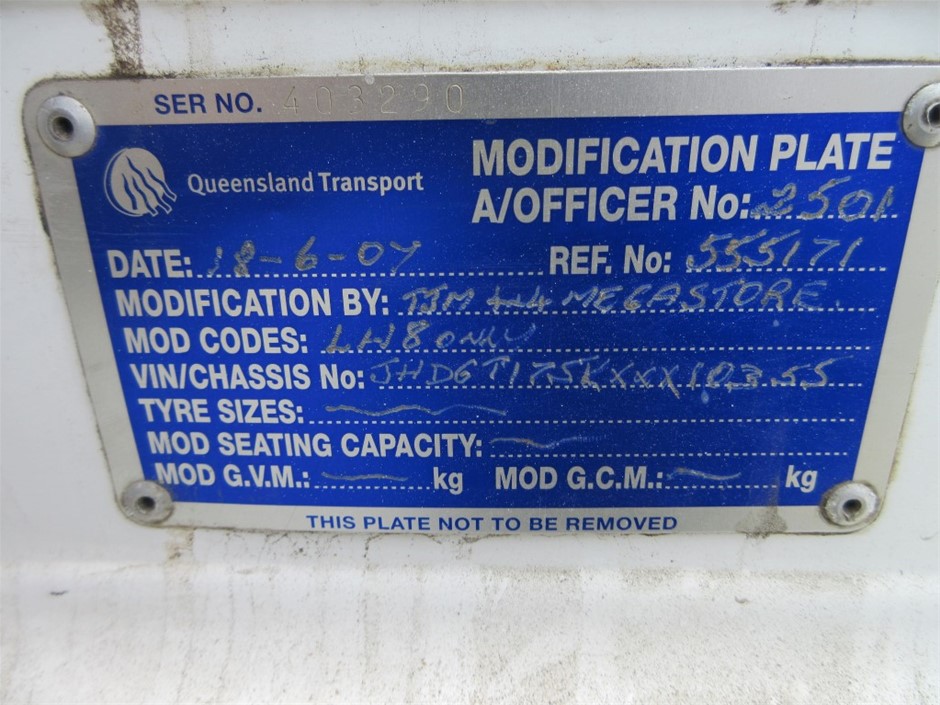 SER NO. 403290
Queensland Transport
MODIFICATION PLATE
A/OFFICER No: 2501
DATE: 18-6-07
REF. No: 555171
MODIFICATION BY: TJM 4x4 MEGASTORE
MOD CODES: LH8 ONLY
VIN/CHASSIS No: JHDGT175KXXX10355
TYRE SIZES:
MOD SEATING CAPACITY:
MOD G.V.M.: kg MOD G.C.M.: kg
THIS PLATE NOT TO BE REMOVED